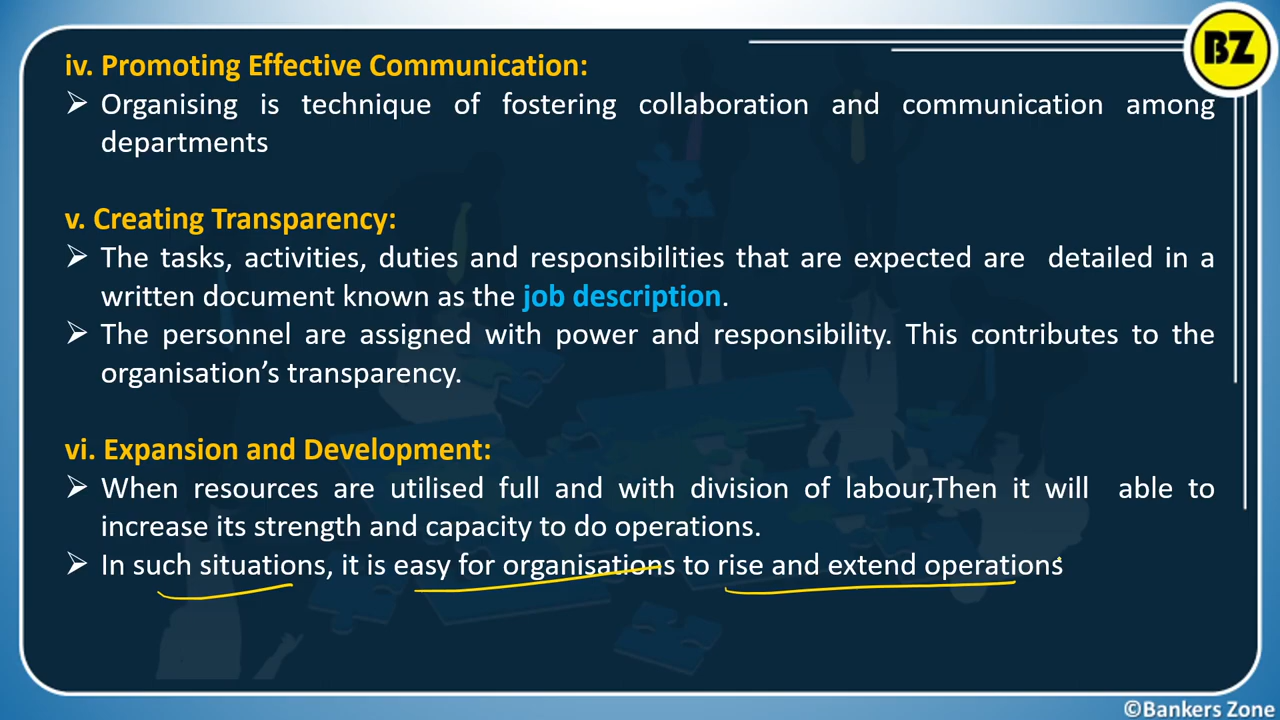 BZ
iv. Promoting Effective Communication:
➢ Organising is technique of fostering collaboration and communication among
departments
v. Creating Transparency:
➢ The tasks, activities, duties and responsibilities that are expected are detailed in a
written document known as the job description.
➢ The personnel are assigned with power and responsibility. This contributes to the
organisation’s transparency.
vi. Expansion and Development:
➢ When resources are utilised full and with division of labour,Then it will able to
increase its strength and capacity to do operations.
➢ In such situations, it is easy for organisations to rise and extend operations
©Bankers Zone